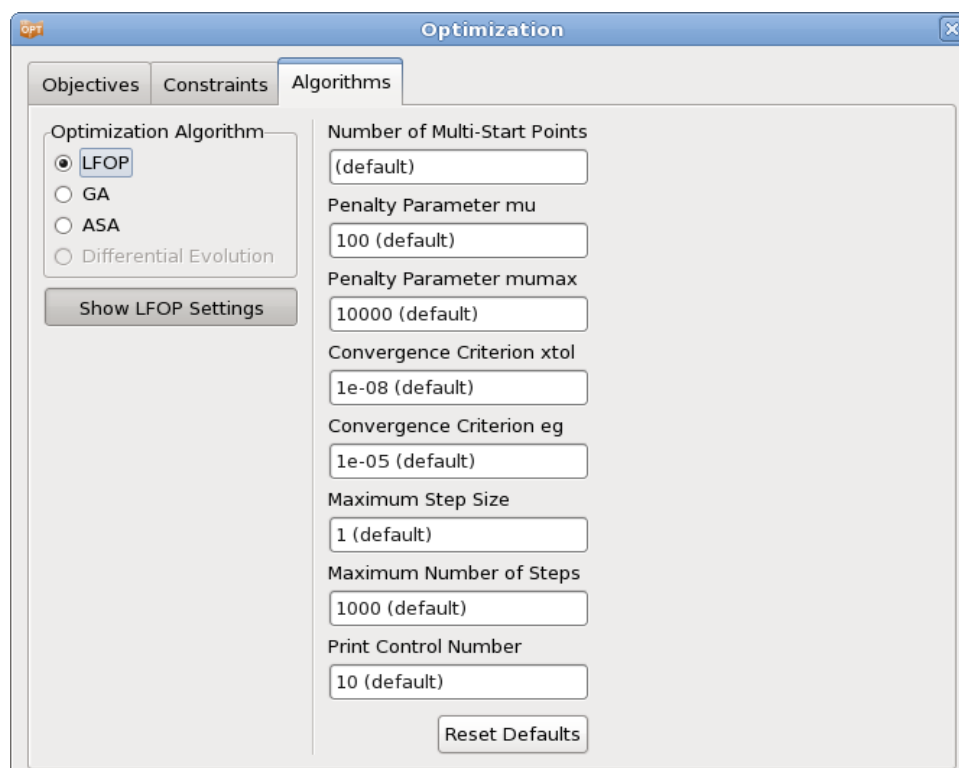 OPT
Optimization
Objectives
Constraints
Algorithms
Optimization Algorithm
LFOP
GA
ASA
Differential Evolution
Show LFOP Settings
Number of Multi-Start Points
(default)
Penalty Parameter mu
100 (default)
Penalty Parameter mumax
10000 (default)
Convergence Criterion xtol
1e-08 (default)
Convergence Criterion eg
1e-05 (default)
Maximum Step Size
1 (default)
Maximum Number of Steps
1000 (default)
Print Control Number
10 (default)
Reset Defaults